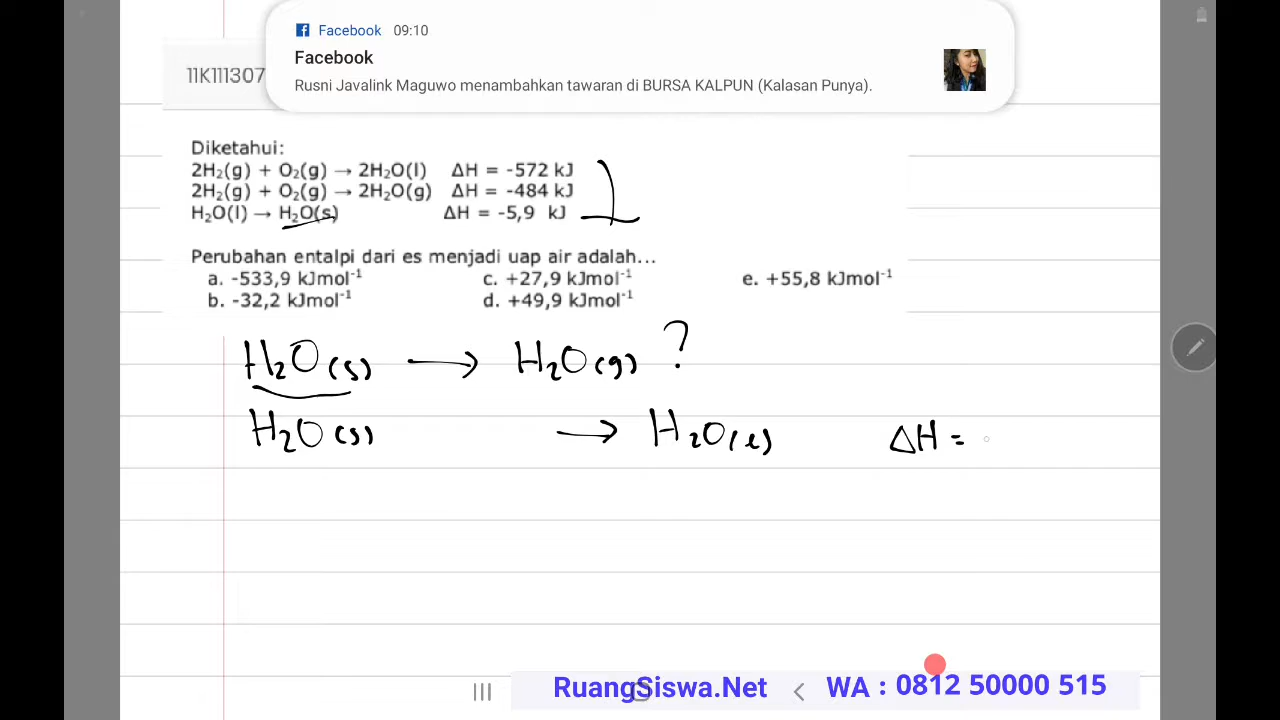 Facebook 09:10
Facebook
Rusni Javalink Maguwo menambahkan tawaran di BURSA KALPUN (Kalasan Punya).
11K111307
Diketahui:
2H₂(g) + O₂(g) → 2H₂O(l) ΔH = -572 kJ
2H₂(g) + O₂(g) → 2H₂O(g) ΔH = -484 kJ
H₂O(l) → H₂O(s) ΔH = -5,9 kJ
Perubahan entalpi dari es menjadi uap air adalah...
a. -533,9 kJmol⁻¹ c. +27,9 kJmol⁻¹ e. +55,8 kJmol⁻¹
b. -32,2 kJmol⁻¹ d. +49,9 kJmol⁻¹
H₂O(s) → H₂O(g) ?
H₂O(s) → H₂O(l) ΔH =
RuangSiswa.Net WA : 0812 50000 515